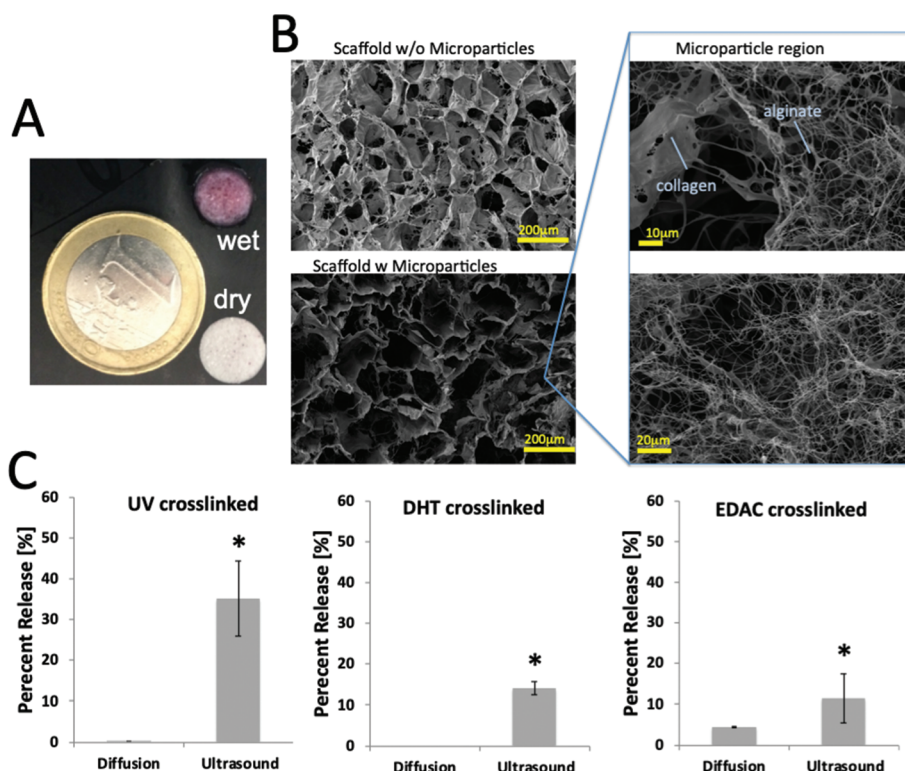 A
wet
dry
B
Scaffold w/o Microparticles
200µm
Scaffold w Microparticles
200µm
Microparticle region
alginate
collagen
10µm
20µm
C
UV crosslinked
Perecent Release [%]
60
50
40
30
20
10
0
*
Diffusion
Ultrasound
DHT crosslinked
Perecent Release [%]
60
50
40
30
20
10
0
*
Diffusion
Ultrasound
EDAC crosslinked
Perecent Release [%]
60
50
40
30
20
10
0
*
Diffusion
Ultrasound